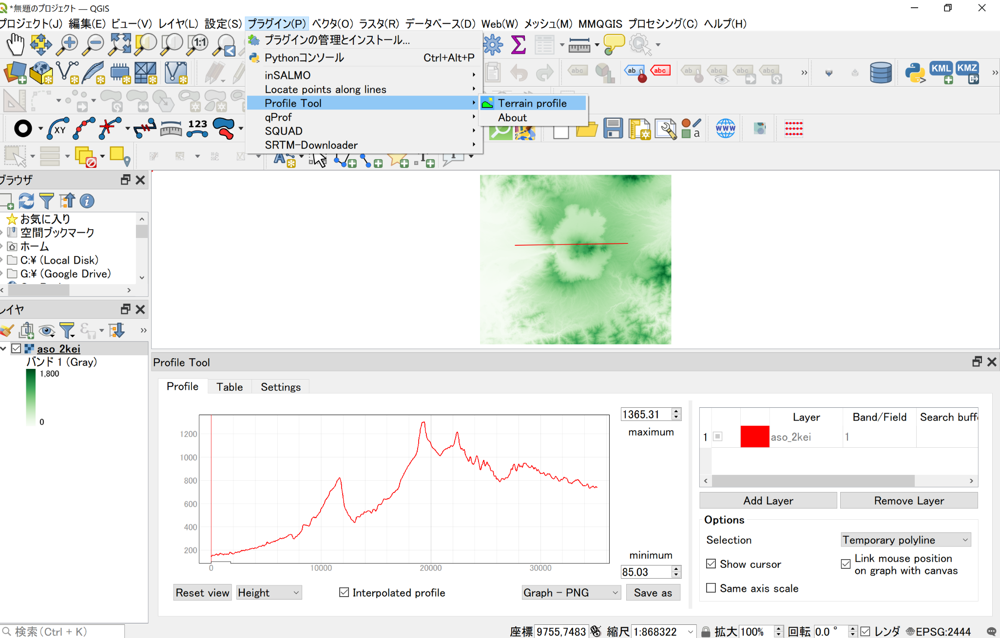 *無題のプロジェクト — QGIS
プロジェクト(J) 編集(E) ビュー(V) レイヤ(L) 設定(S) プラグイン(P) ベクタ(O) ラスタ(R) データベース(D) Web(W) メッシュ(M) MMQGIS プロセシング(C) ヘルプ(H)
プラグインの管理とインストール...
Pythonコンソール Ctrl+Alt+P
inSALMO
Locate points along lines
Profile Tool
qProf
SQUAD
SRTM-Downloader
Terrain profile
About
1:1
abc
ab
abc
ab
abc
abc
abc
KML
KMZ
XY
123
www
a
ブラウザ
お気に入り
空間ブックマーク
ホーム
C:¥ (Local Disk)
G:¥ (Google Drive)
レイヤ
aso_2kei
バンド 1 (Gray)
1,800
0
Profile Tool
Profile Table Settings
1200
1000
800
600
400
200
0 10000 20000 30000
1365.31
maximum
minimum
85.03
Reset view Height Interpolated profile Graph - PNG Save as
Layer Band/Field Search buff
1 aso_2kei 1
Add Layer Remove Layer
Options
Selection Temporary polyline
Show cursor Link mouse position on graph with canvas
Same axis scale
検索(Ctrl + K) 座標 9755,7483 縮尺 1:868322 拡大 100% 回転 0.0 ° レンダ EPSG:2444